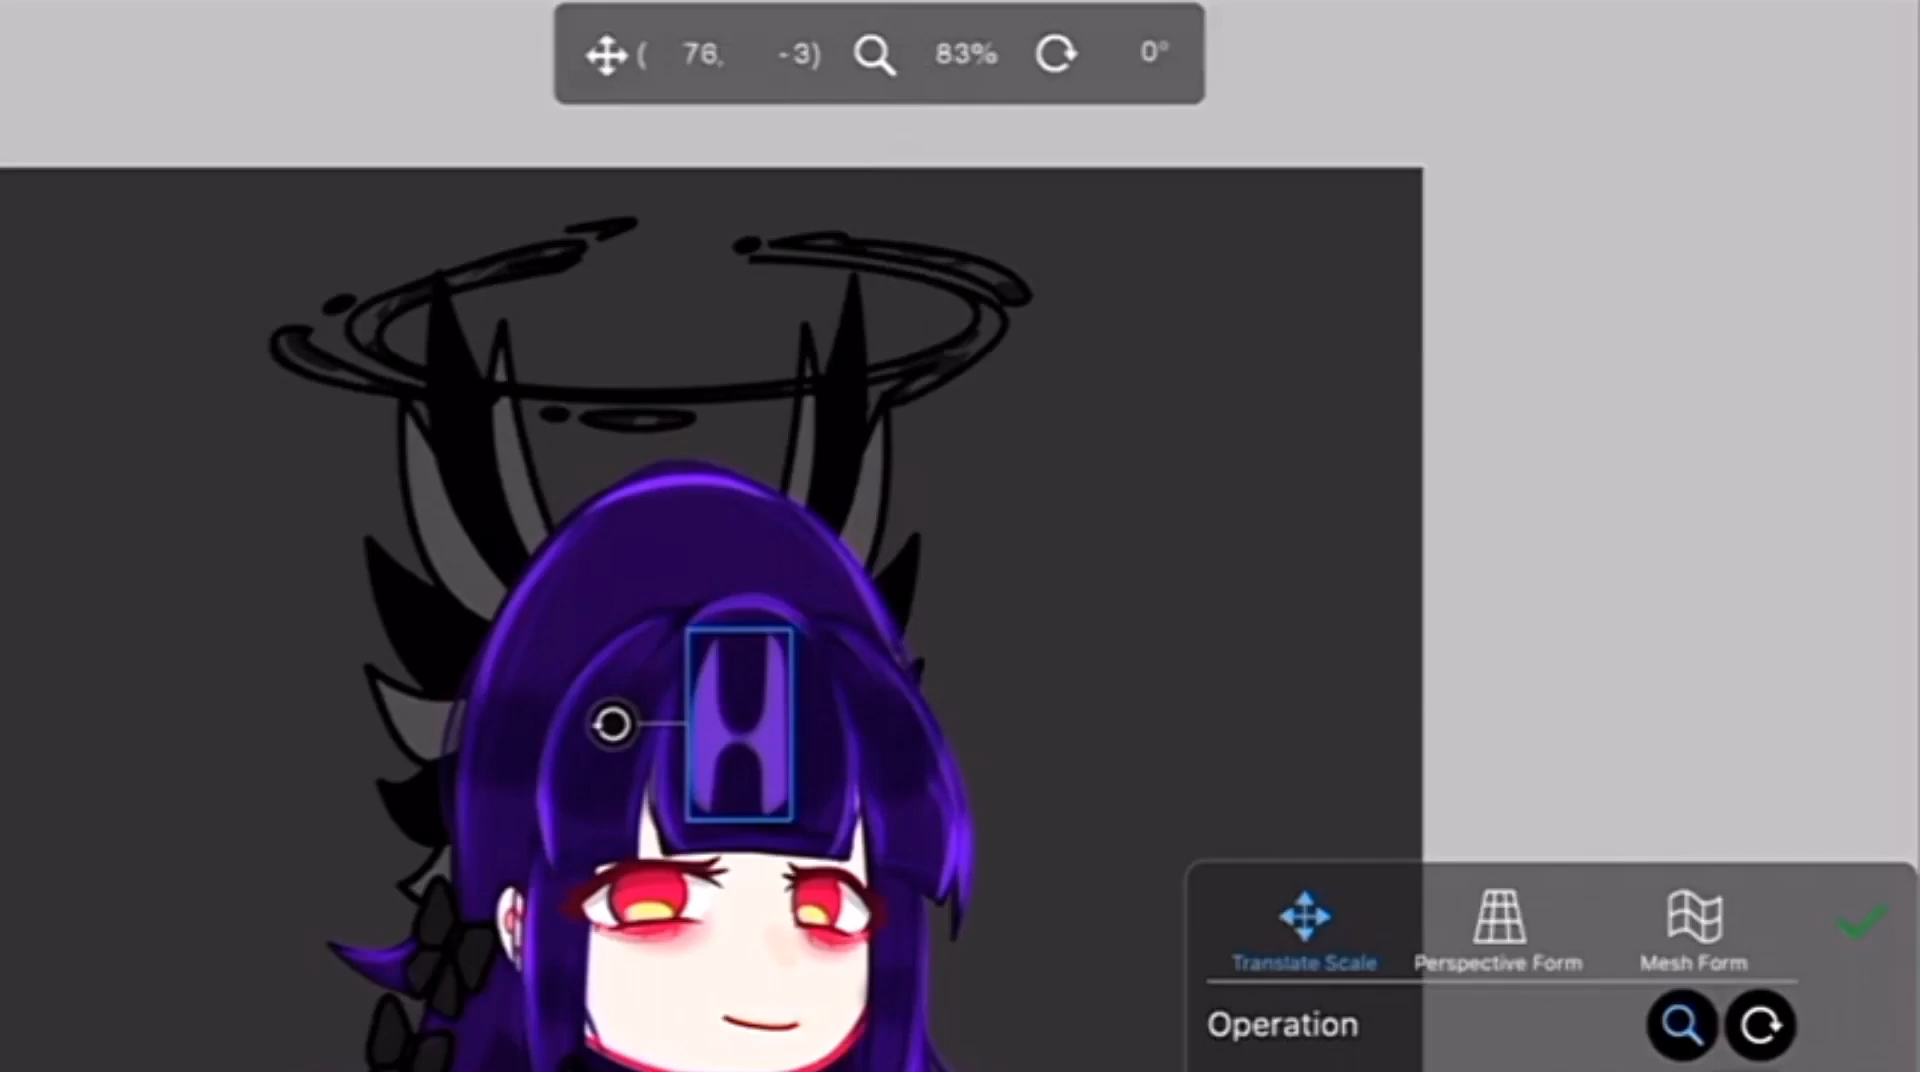 ( 76, -3) 83% 0°
Translate Scale Perspective Form Mesh Form
Operation